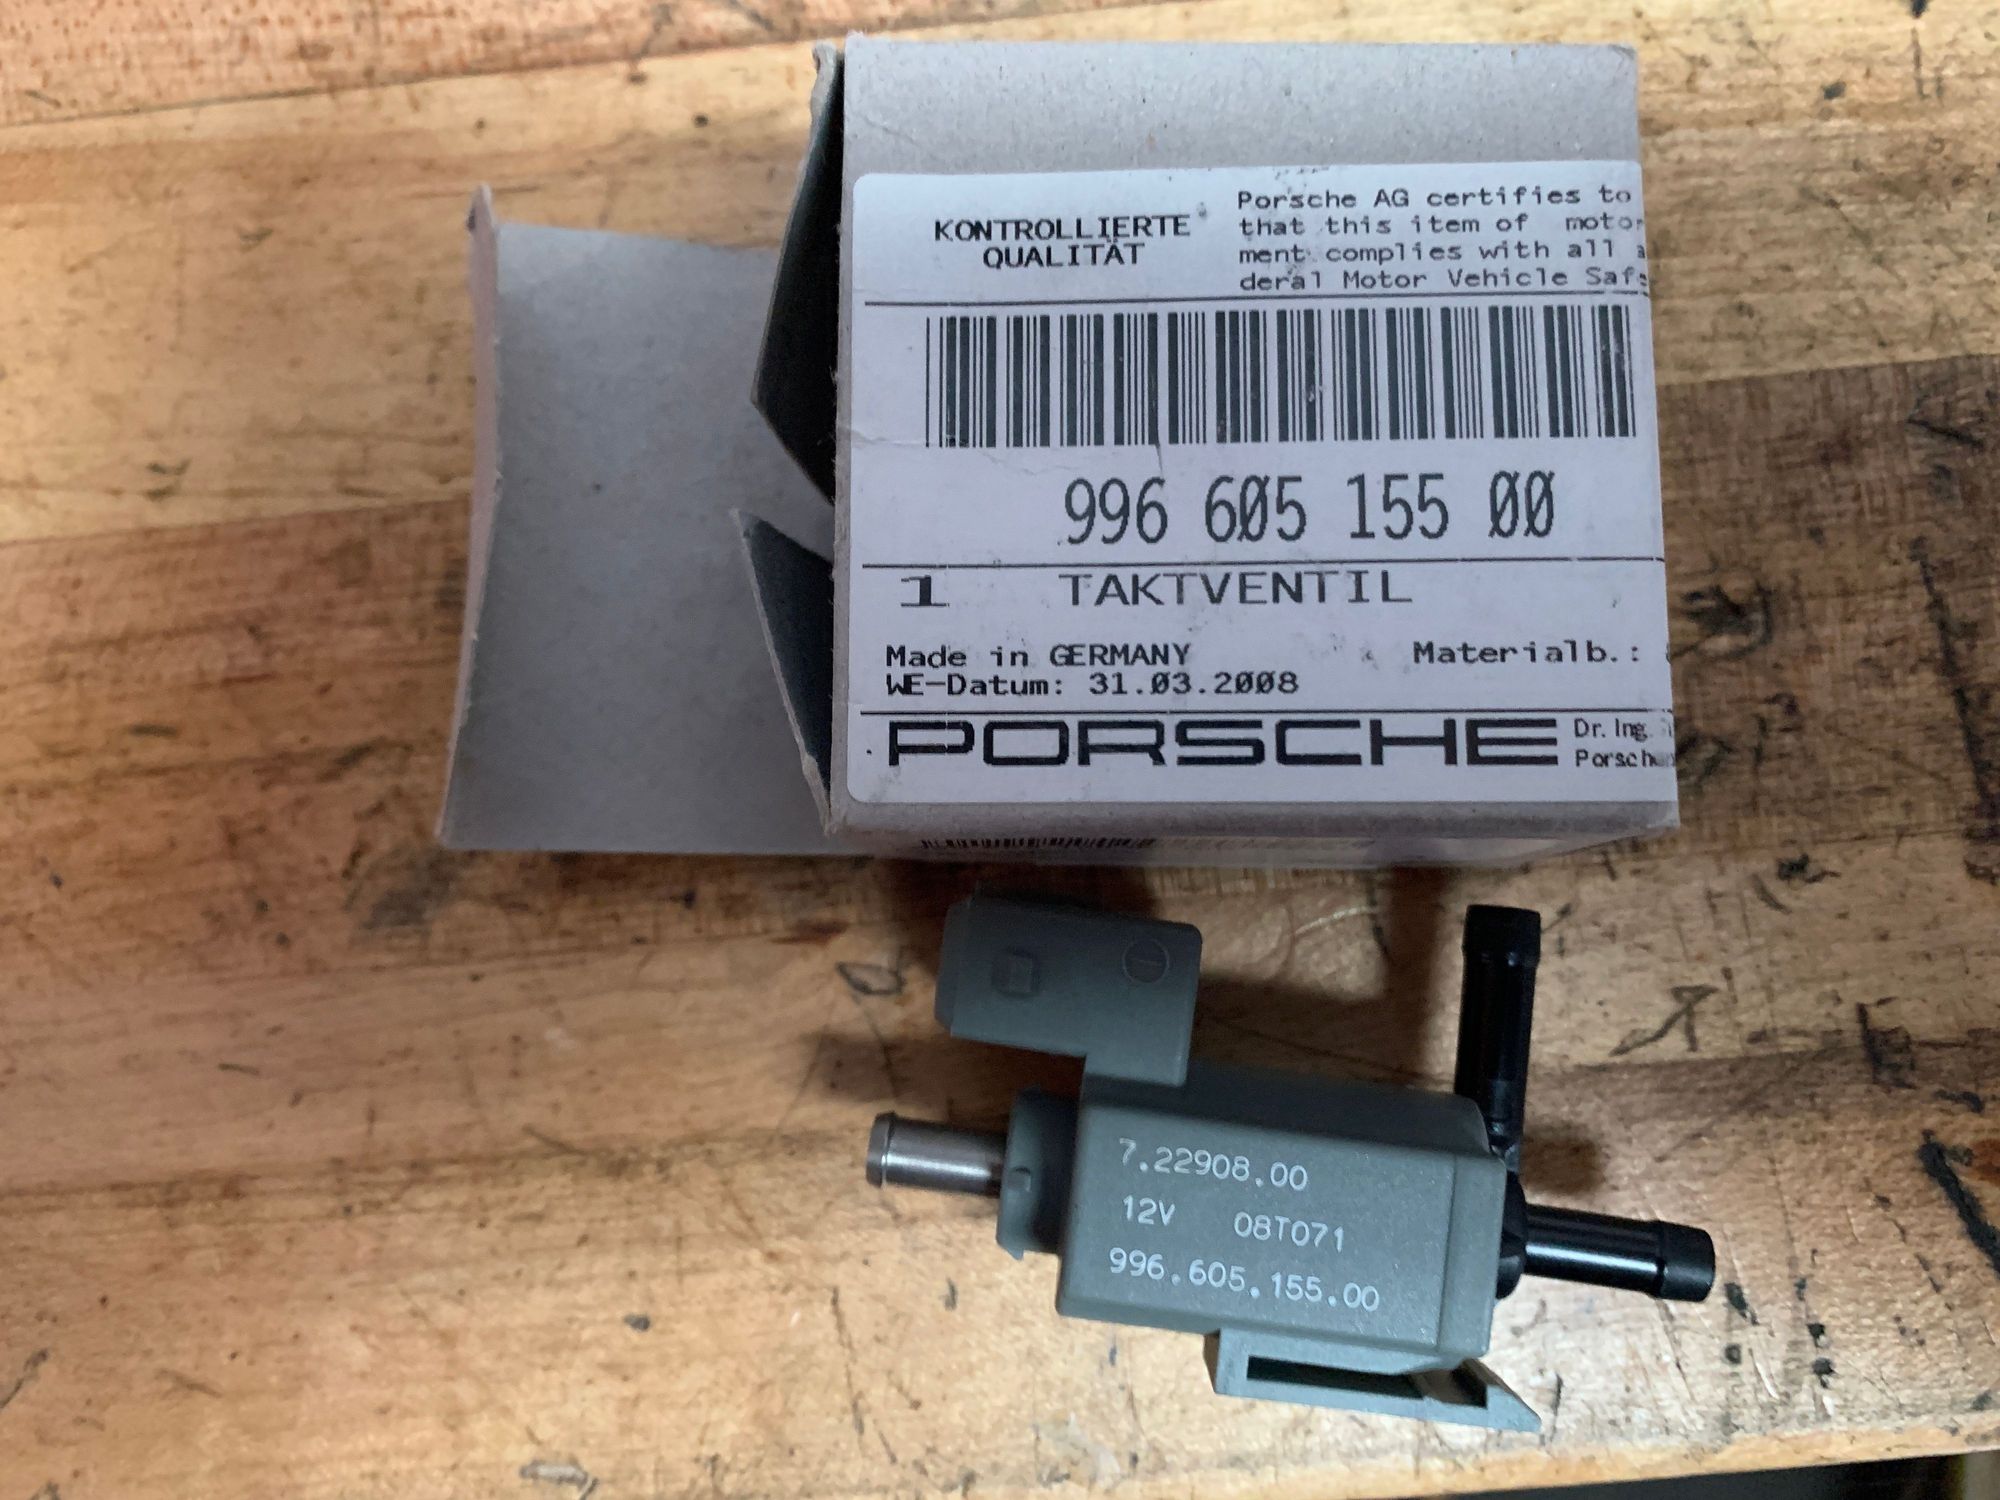 KONTROLLIERTE
QUALITÄT
Porsche AG certifies to
that this item of motor
ment complies with all
deral Motor Vehicle Safe
996 605 155 00
1 TAKTVENTIL
Made in GERMANY
Materialb.:
WE-Datum: 31.03.2008
PORSCHE
Dr. Ing.
Porsche
7.22908.00
12V 08T071
996.605.155.00